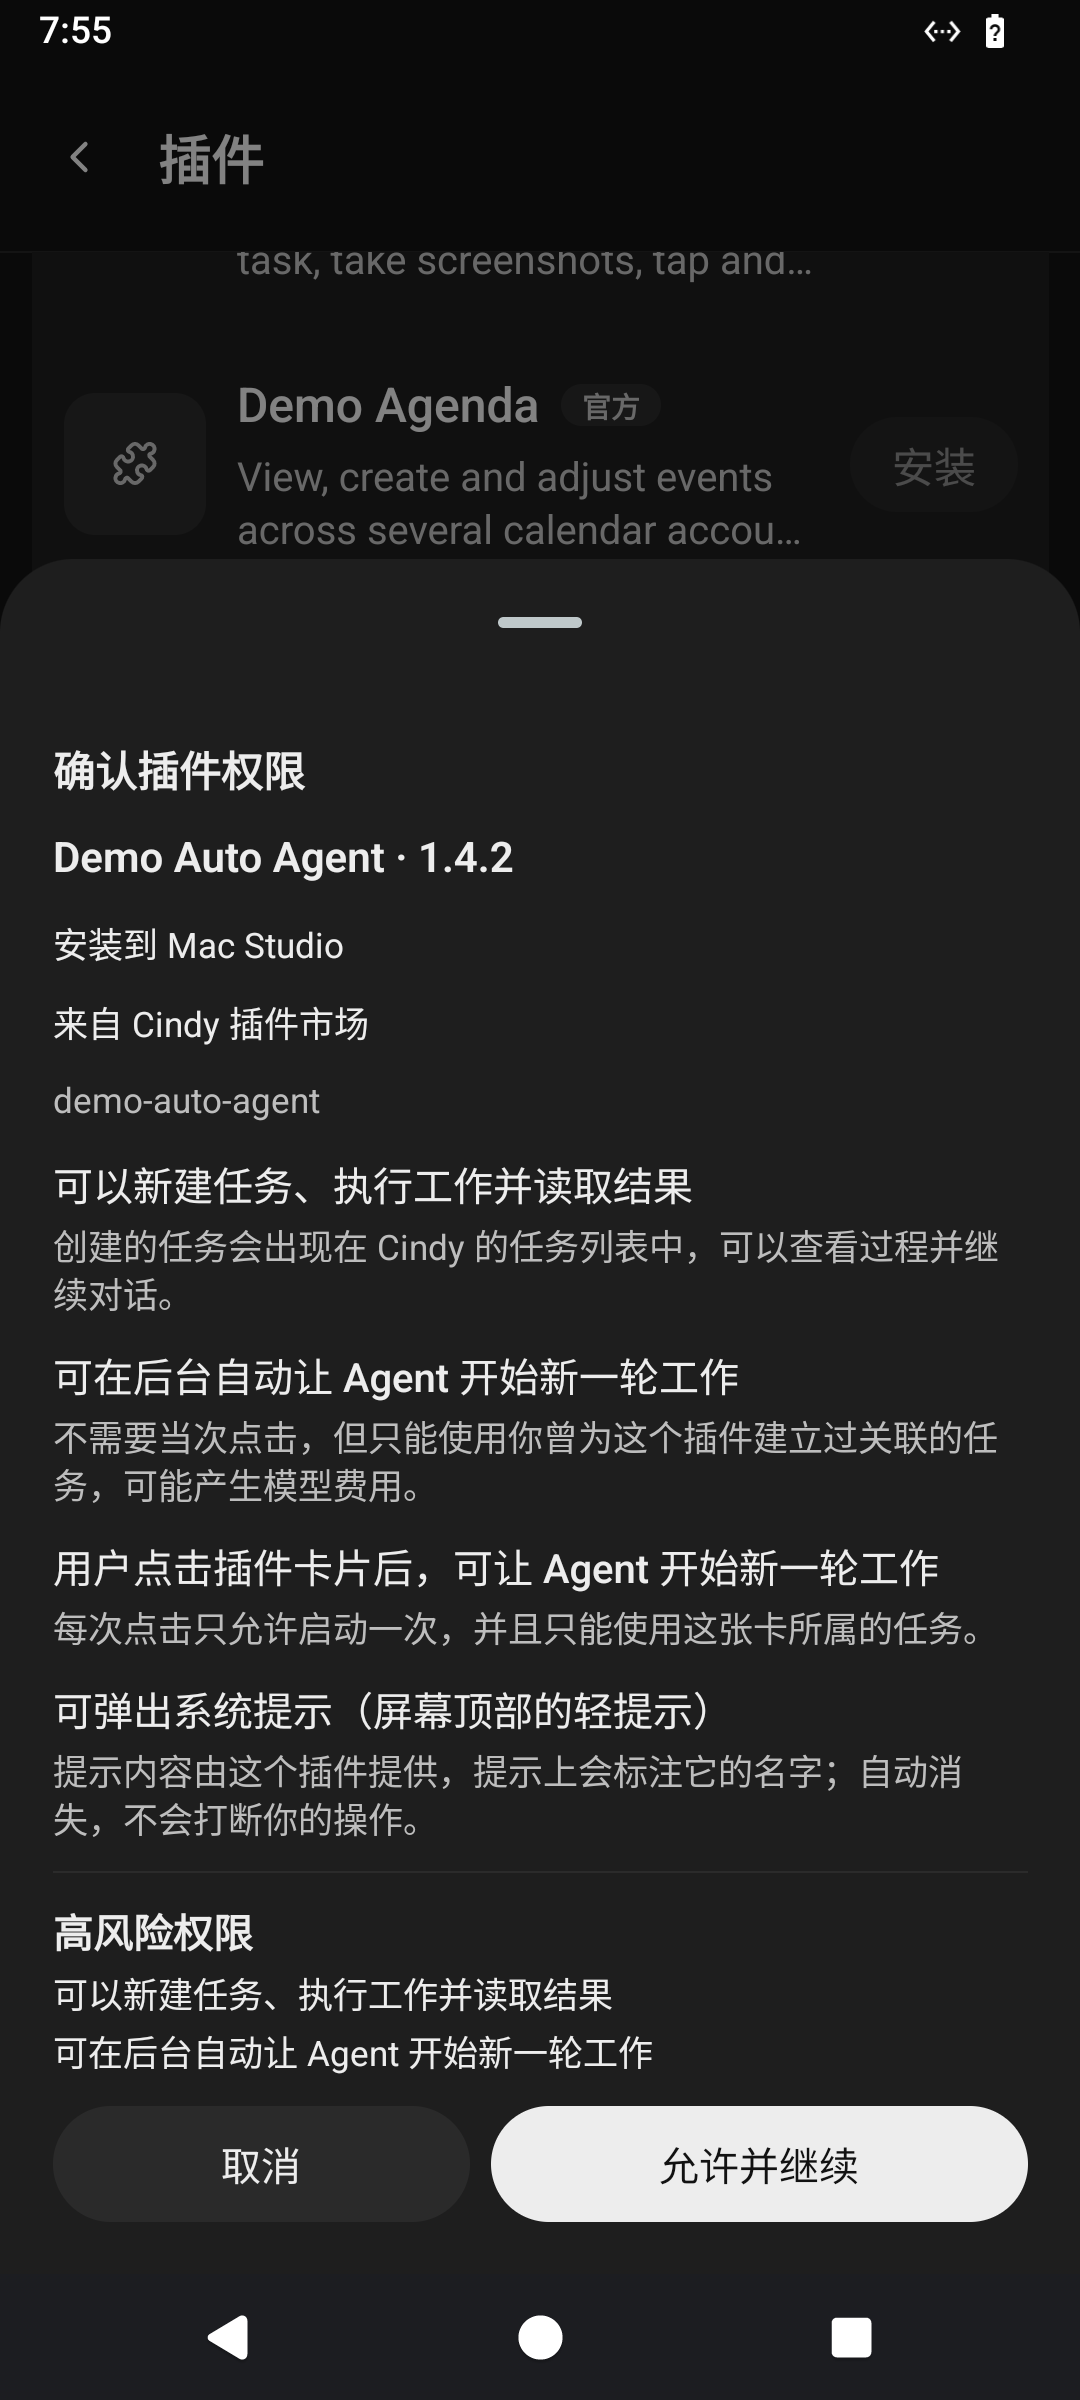 7:55
插件
task, take screenshots, tap and…
Demo Agenda 官方
View, create and adjust events
across several calendar accou…
安装
确认插件权限
Demo Auto Agent · 1.4.2
安装到 Mac Studio
来自 Cindy 插件市场
demo-auto-agent
可以新建任务、执行工作并读取结果
创建的任务会出现在 Cindy 的任务列表中，可以查看过程并继
续对话。
可在后台自动让 Agent 开始新一轮工作
不需要当次点击，但只能使用你曾为这个插件建立过关联的任
务，可能产生模型费用。
用户点击插件卡片后，可让 Agent 开始新一轮工作
每次点击只允许启动一次，并且只能使用这张卡所属的任务。
可弹出系统提示（屏幕顶部的轻提示）
提示内容由这个插件提供，提示上会标注它的名字；自动消
失，不会打断你的操作。
高风险权限
可以新建任务、执行工作并读取结果
可在后台自动让 Agent 开始新一轮工作
取消
允许并继续